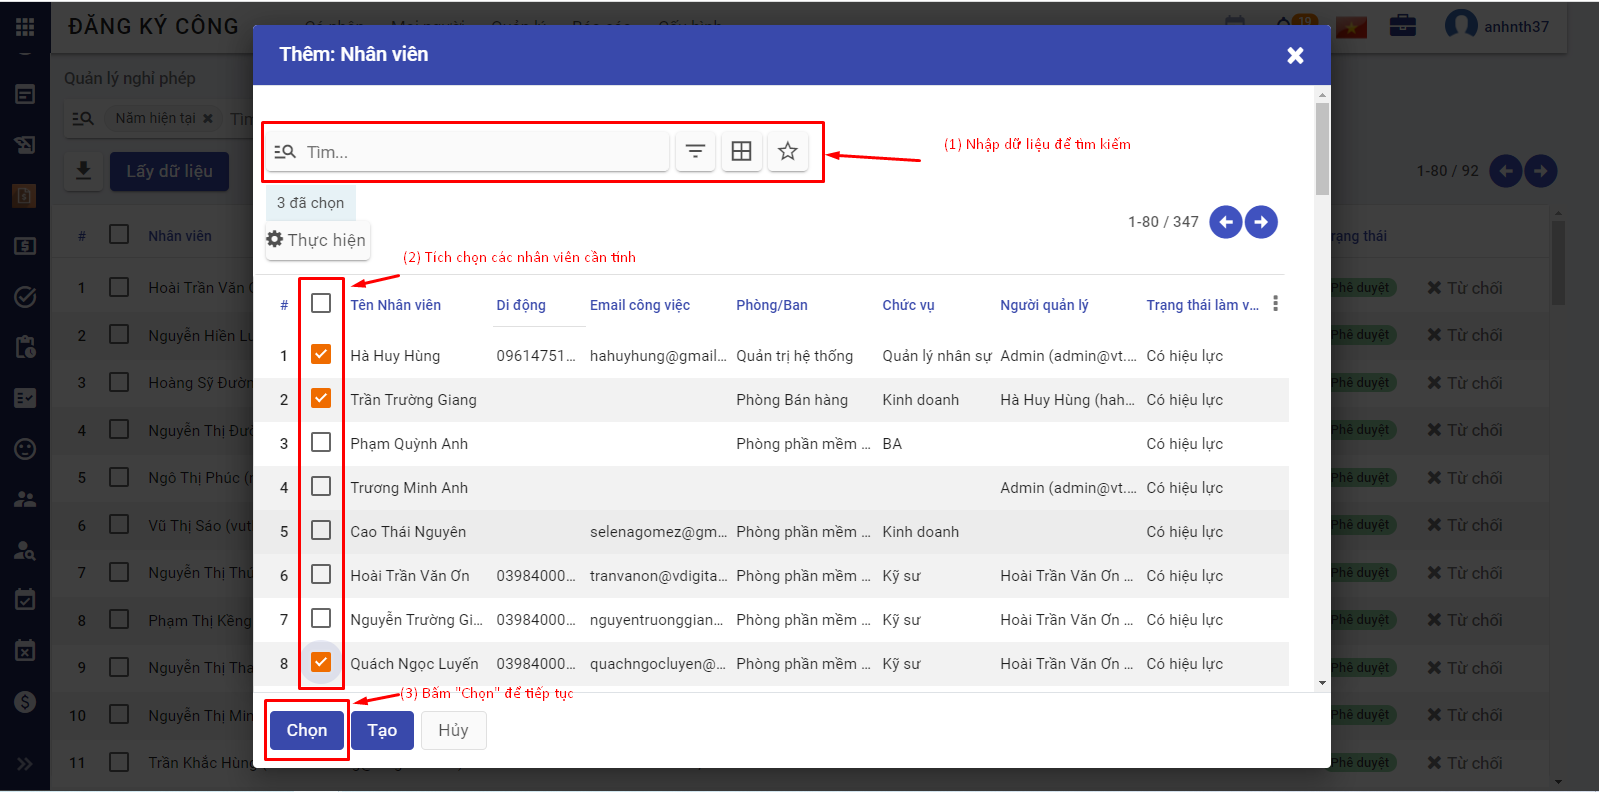 ĐĂNG KÝ CÔNG
Cá nhân Mọi người Quản lý Báo cáo Cấu hình
19
anhnth37
Thêm: Nhân viên
Quản lý nghỉ phép
Năm hiện tại
Tìm
Lấy dữ liệu
1-80 / 92
Tìm...
(1) Nhập dữ liệu để tìm kiếm
3 đã chọn
Thực hiện
1-80 / 347
(2) Tích chọn các nhân viên cần tính
# Nhân viên
# Tên Nhân viên Di động Email công việc Phòng/Ban Chức vụ Người quản lý Trạng thái làm v...
1 Hà Huy Hùng 09614751... hahuyhung@gmail... Quản trị hệ thống Quản lý nhân sự Admin (admin@vt.... Có hiệu lực
2 Trần Trường Giang Phòng Bán hàng Kinh doanh Hà Huy Hùng (hah... Có hiệu lực
3 Phạm Quỳnh Anh Phòng phần mềm ... BA Có hiệu lực
4 Trương Minh Anh Admin (admin@vt.... Có hiệu lực
5 Cao Thái Nguyên selenagomez@gm... Phòng phần mềm ... Kinh doanh Có hiệu lực
6 Hoài Trần Văn Ơn 03984000... tranvanon@vdigita... Phòng phần mềm ... Kỹ sư Hoài Trần Văn Ơn ... Có hiệu lực
7 Nguyễn Trường Gi... 03984000... nguyentruonggian... Phòng phần mềm ... Kỹ sư Hoài Trần Văn Ơn ... Có hiệu lực
8 Quách Ngọc Luyến 03984000... quachngocluyen@... Phòng phần mềm ... Kỹ sư Hoài Trần Văn Ơn ... Có hiệu lực
(3) Bấm "Chọn" để tiếp tục
Chọn Tạo Hủy
1 Hoài Trần Văn Phê duyệt Từ chối
2 Nguyễn Hiền Phê duyệt Từ chối
3 Hoàng Sỹ Phê duyệt Từ chối
4 Nguyễn Thị Phê duyệt Từ chối
5 Ngô Thị Phúc Phê duyệt Từ chối
6 Vũ Thị Sáo Phê duyệt Từ chối
7 Nguyễn Thị Phê duyệt Từ chối
8 Phạm Thị Kềng Phê duyệt Từ chối
9 Nguyễn Thị Phê duyệt Từ chối
10 Nguyễn Thị Phê duyệt Từ chối
11 Trần Khắc Hùng Phê duyệt Từ chối